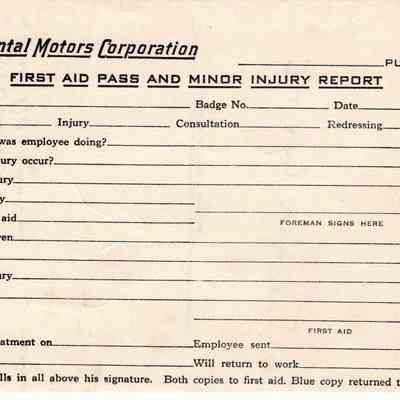 ntal Motors Corporation
PL
FIRST AID PASS AND MINOR INJURY REPORT
Badge No. Date
Injury Consultation Redressing
was employee doing?
ury occur?
ury
y
aid
FOREMAN SIGNS HERE
ven
ury
FIRST AID
atment on Employee sent
Will return to work
lls in all above his signature. Both copies to first aid. Blue copy returned t